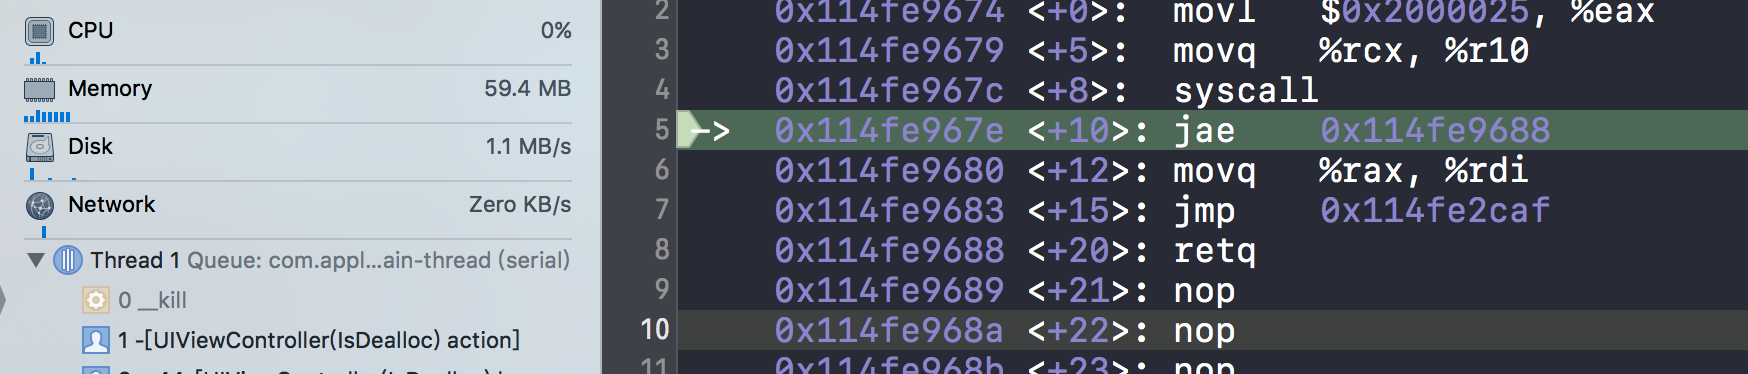 CPU 0%
Memory 59.4 MB
Disk 1.1 MB/s
Network Zero KB/s
Thread 1 Queue: com.appl...ain-thread (serial)
0 __kill
1 -[UIViewController(IsDealloc) action]
2 0x114fe9674 <+0>: movl $0x2000025, %eax
3 0x114fe9679 <+5>: movq %rcx, %r10
4 0x114fe967c <+8>: syscall
5 -> 0x114fe967e <+10>: jae 0x114fe9688
6 0x114fe9680 <+12>: movq %rax, %rdi
7 0x114fe9683 <+15>: jmp 0x114fe2caf
8 0x114fe9688 <+20>: retq
9 0x114fe9689 <+21>: nop
10 0x114fe968a <+22>: nop
11 0x114fe968b <+23>: nop